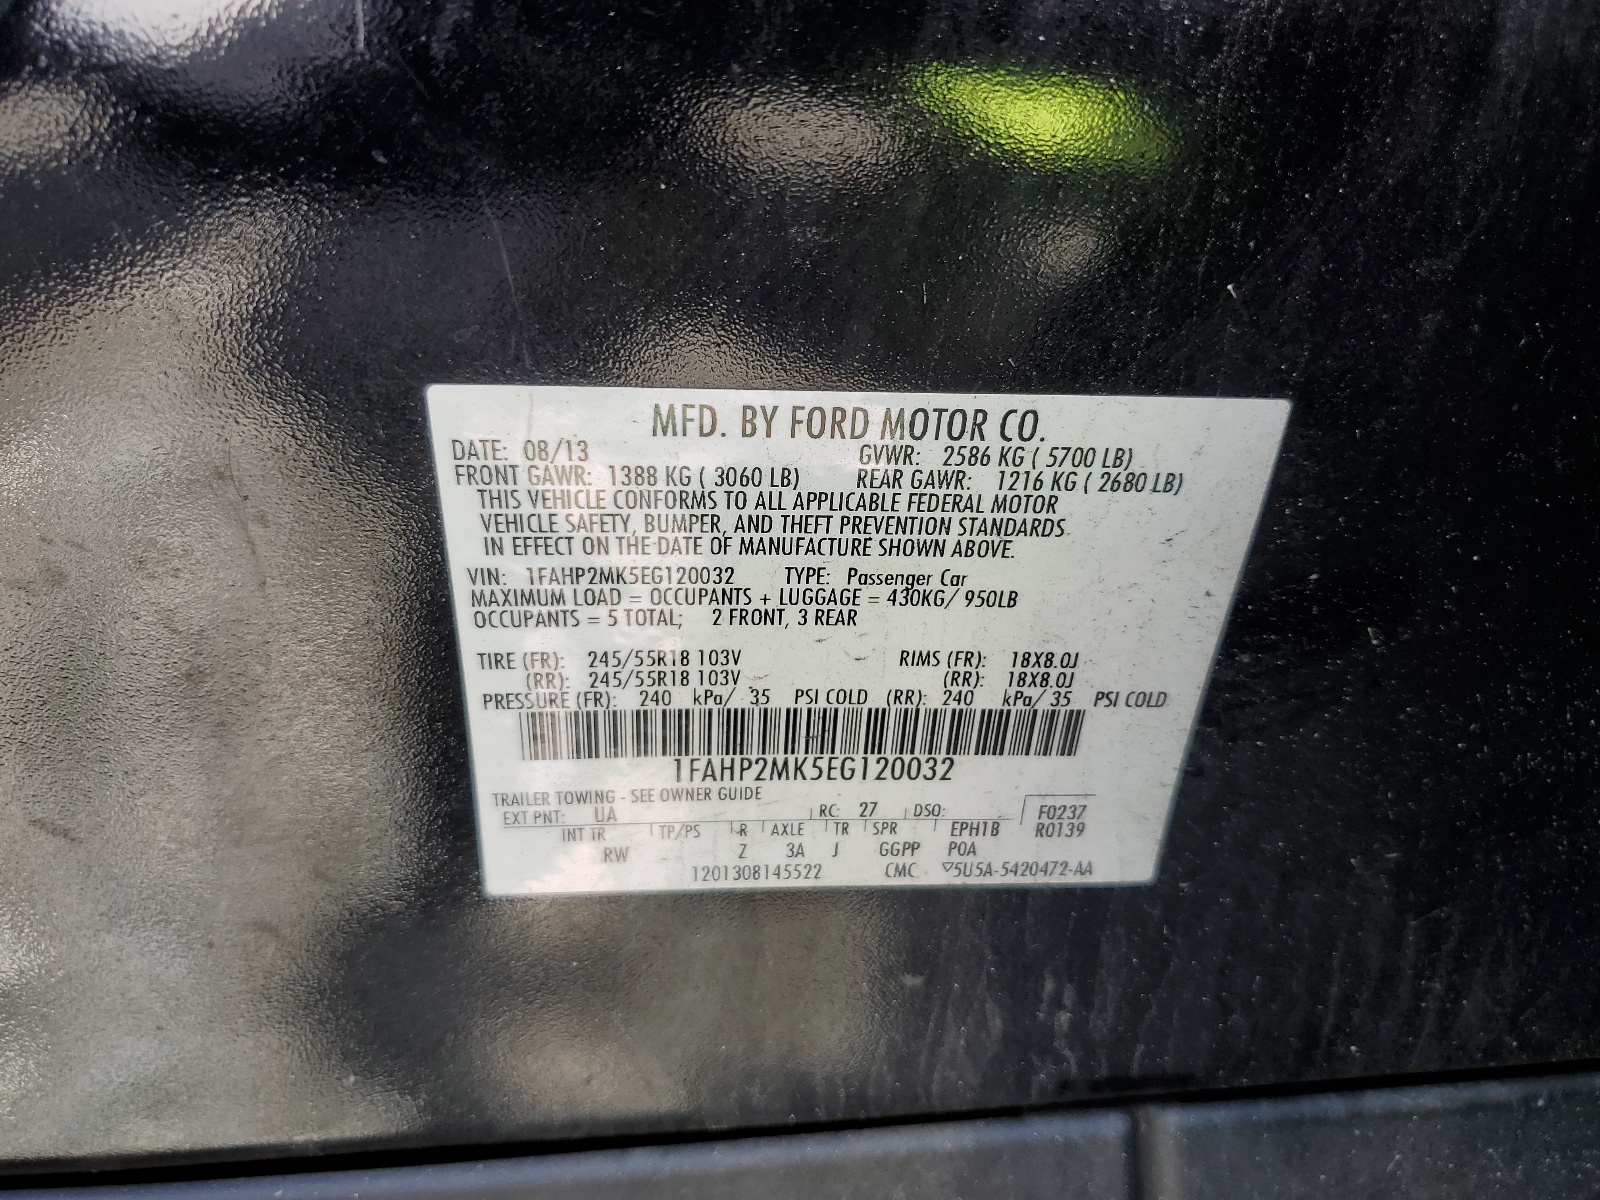 MFD. BY FORD MOTOR CO.
DATE: 08/13 GVWR: 2586 KG ( 5700 LB)
FRONT GAWR: 1388 KG ( 3060 LB) REAR GAWR: 1216 KG ( 2680 LB)
THIS VEHICLE CONFORMS TO ALL APPLICABLE FEDERAL MOTOR
VEHICLE SAFETY, BUMPER, AND THEFT PREVENTION STANDARDS
IN EFFECT ON THE DATE OF MANUFACTURE SHOWN ABOVE.
VIN: 1FAHP2MK5EG120032 TYPE: Passenger Car
MAXIMUM LOAD = OCCUPANTS + LUGGAGE = 430KG/ 950LB
OCCUPANTS = 5 TOTAL; 2 FRONT, 3 REAR
TIRE (FR): 245/55R18 103V RIMS (FR): 18X8.0J
(RR): 245/55R18 103V (RR): 18X8.0J
PRESSURE (FR): 240 kPa/ 35 PSI COLD (RR): 240 kPa/ 35 PSI COLD
1FAHP2MK5EG120032
TRAILER TOWING - SEE OWNER GUIDE
EXT PNT: UA RC: 27 DSO: F0237
INT TR TP/PS R AXLE TR SPR EPH1B R0139
RW Z 3A J GGPP P0A
1201308145522 CMC ▽5U5A-5420472-AA